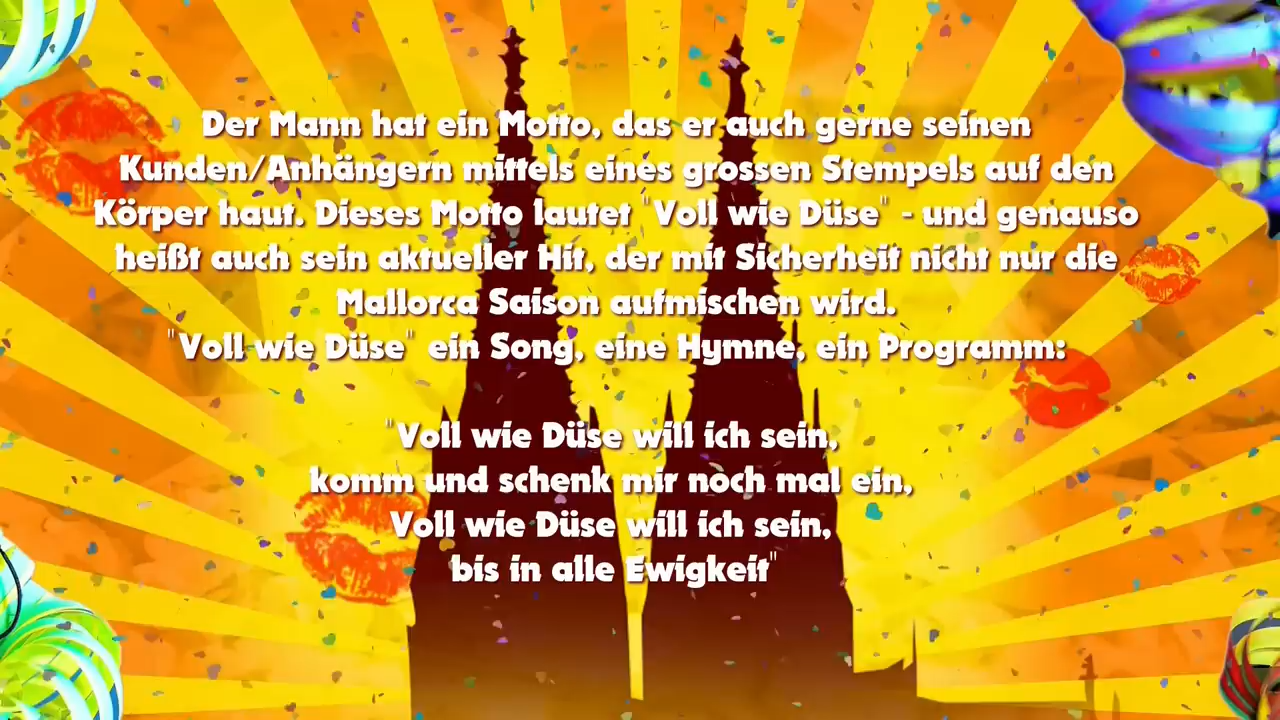 Der Mann hat ein Motto, das er auch gerne seinen
Kunden/Anhängern mittels eines grossen Stempels auf den
Körper haut. Dieses Motto lautet "Voll wie Düse" - und genauso
heißt auch sein aktueller Hit, der mit Sicherheit nicht nur die
Mallorca Saison aufmischen wird.
"Voll wie Düse" ein Song, eine Hymne, ein Programm:
"Voll wie Düse will ich sein,
komm und schenk mir noch mal ein,
Voll wie Düse will ich sein,
bis in alle Ewigkeit"